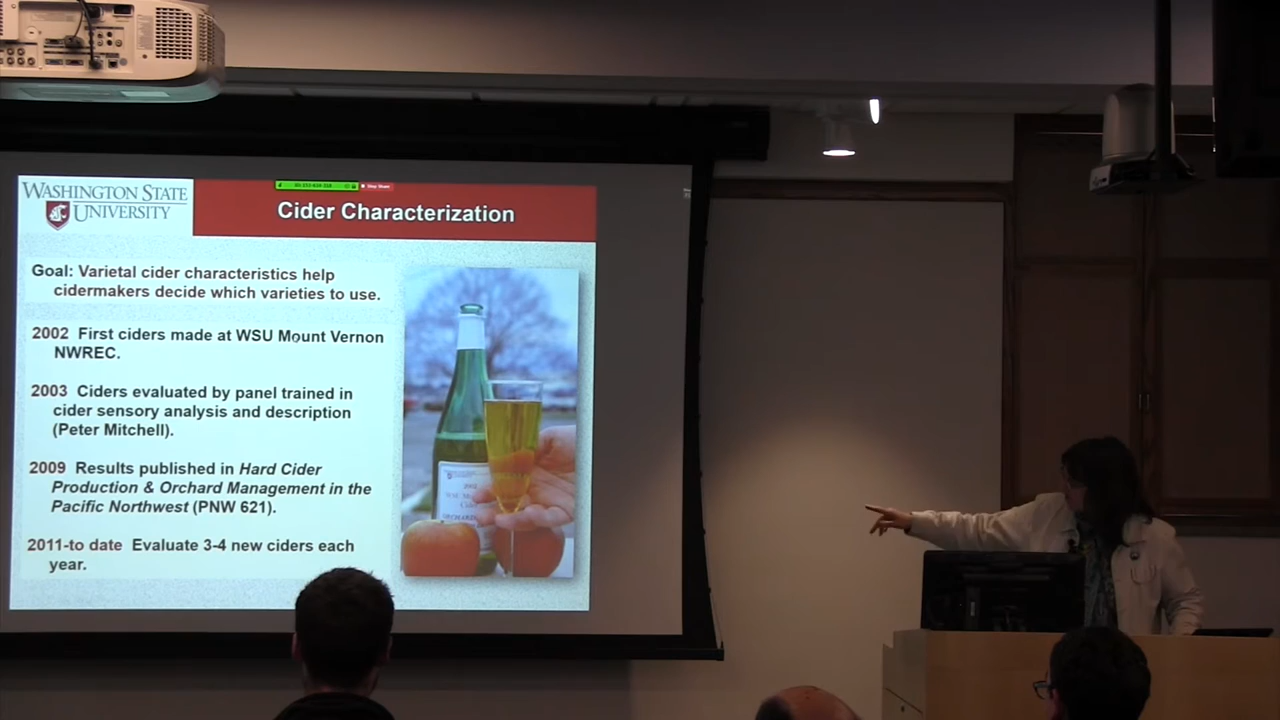 WASHINGTON STATE
UNIVERSITY
Stop Share
Cider Characterization
Goal: Varietal cider characteristics help
cidermakers decide which varieties to use.
2002 First ciders made at WSU Mount Vernon
NWREC.
2003 Ciders evaluated by panel trained in
cider sensory analysis and description
(Peter Mitchell).
2009 Results published in Hard Cider
Production & Orchard Management in the
Pacific Northwest (PNW 621).
2011-to date Evaluate 3-4 new ciders each
year.
2002